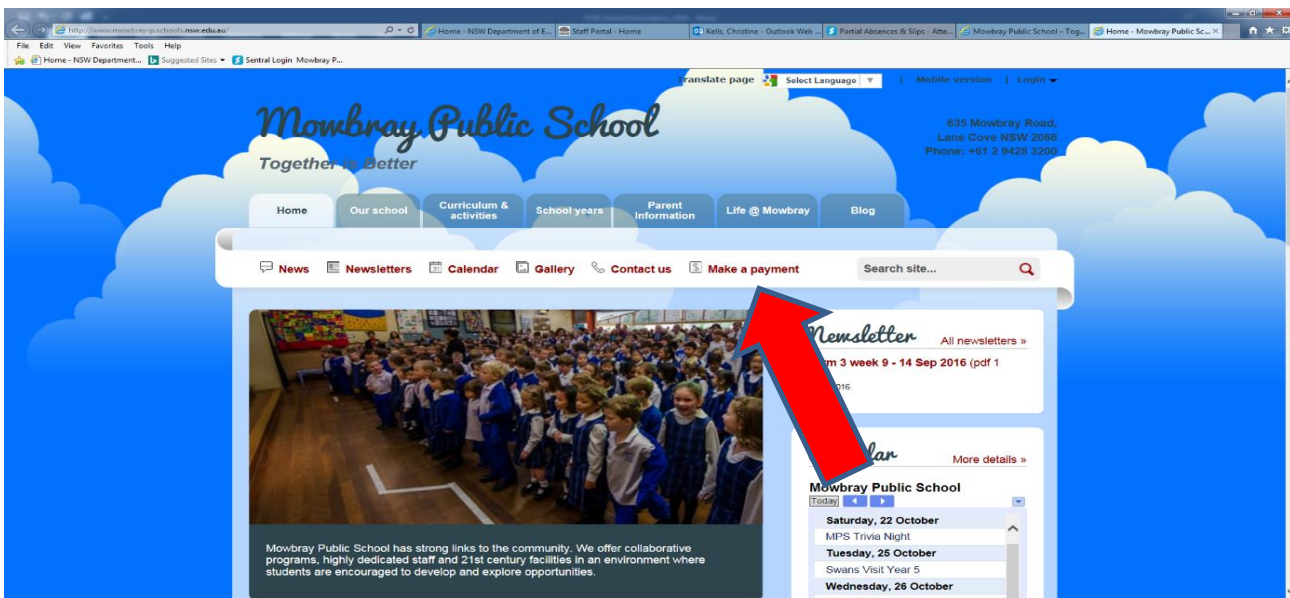 http://www.mowbray-p.schools.nsw.edu.au/
Home - NSW Department of E...
Staff Portal - Home
Kells, Christine - Outlook Web ...
Partial Absences & Slips - Atte...
Mowbray Public School – Tog...
Home - Mowbray Public Sc...
File Edit View Favorites Tools Help
Home - NSW Department...
Suggested Sites
Sentral Login Mowbray P...
Translate page
Select Language
Mobile version | Login
Mowbray Public School
Together is Better
635 Mowbray Road,
Lane Cove NSW 2066
Phone: +61 2 9428 3200
Home
Our school
Curriculum &
activities
School years
Parent
Information
Life @ Mowbray
Blog
News
Newsletters
Calendar
Gallery
Contact us
Make a payment
Search site...
Newsletter
All newsletters »
3 week 9 - 14 Sep 2016 (pdf 1
More details »
Mowbray Public School
Today
Saturday, 22 October
MPS Trivia Night
Tuesday, 25 October
Swans Visit Year 5
Wednesday, 26 October
Mowbray Public School has strong links to the community. We offer collaborative
programs, highly dedicated staff and 21st century facilities in an environment where
students are encouraged to develop and explore opportunities.